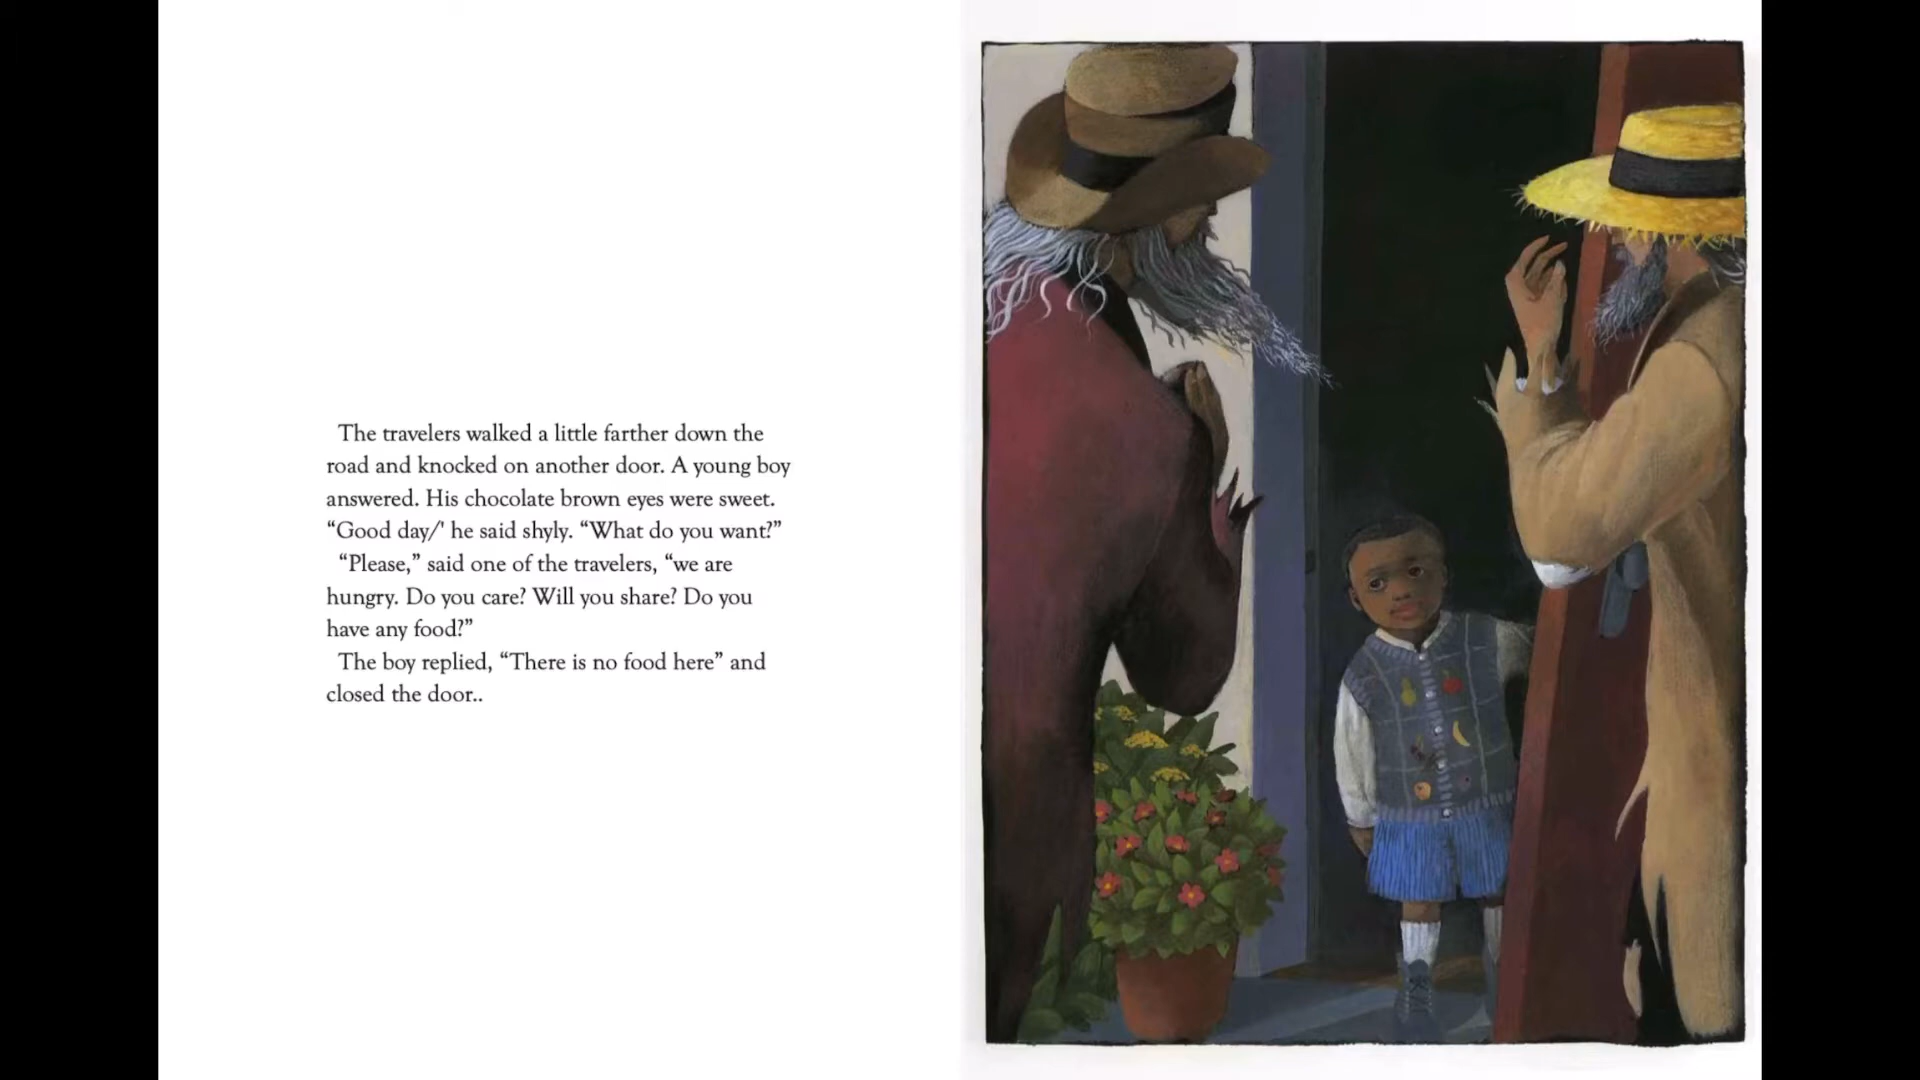 The travelers walked a little farther down the
road and knocked on another door. A young boy
answered. His chocolate brown eyes were sweet.
“Good day/' he said shyly. “What do you want?”
“Please,” said one of the travelers, “we are
hungry. Do you care? Will you share? Do you
have any food?”
The boy replied, “There is no food here” and
closed the door..